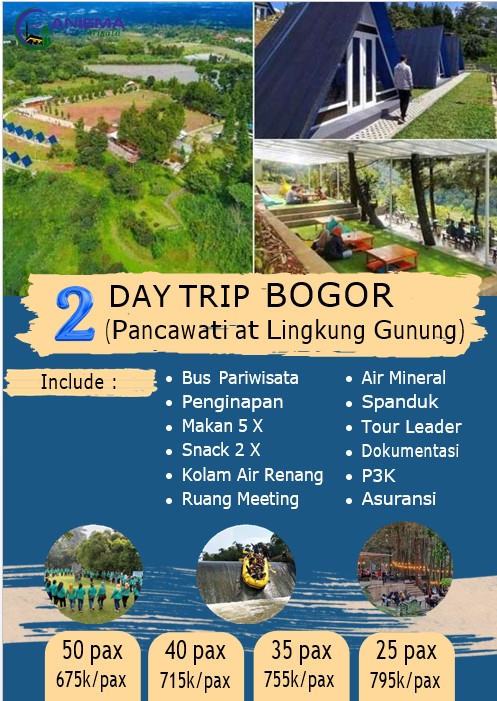 ANIEMA
2
DAY TRIP BOGOR
(Pancawati at Lingkung Gunung)
Include :
• Bus Pariwisata
• Penginapan
• Makan 5 X
• Snack 2 X
• Kolam Air Renang
• Ruang Meeting
• Air Mineral
• Spanduk
• Tour Leader
• Dokumentasi
• P3K
• Asuransi
50 pax
675k/pax
40 pax
715k/pax
35 pax
755k/pax
25 pax
795k/pax